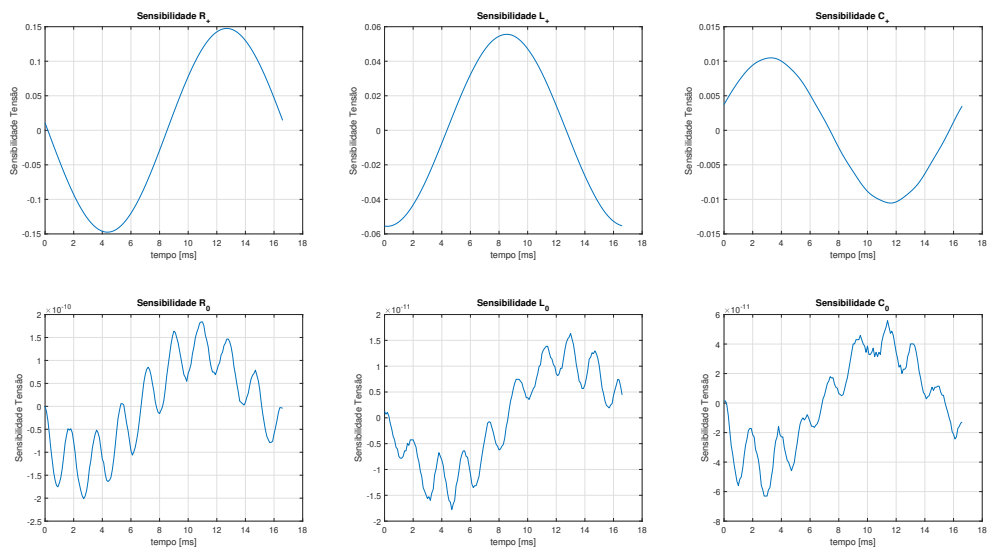 Sensibilidade R+
Sensibilidade Tensão
0.15
0.1
0.05
0
-0.05
-0.1
-0.15
0 2 4 6 8 10 12 14 16 18
tempo [ms]
Sensibilidade L+
Sensibilidade Tensão
0.06
0.04
0.02
0
-0.02
-0.04
-0.06
0 2 4 6 8 10 12 14 16 18
tempo [ms]
Sensibilidade C+
Sensibilidade Tensão
0.015
0.01
0.005
0
-0.005
-0.01
-0.015
0 2 4 6 8 10 12 14 16 18
tempo [ms]
Sensibilidade R0
×10-10
Sensibilidade Tensão
2
1.5
1
0.5
0
-0.5
-1
-1.5
-2
-2.5
0 2 4 6 8 10 12 14 16 18
tempo [ms]
Sensibilidade L0
×10-11
Sensibilidade Tensão
2
1.5
1
0.5
0
-0.5
-1
-1.5
-2
0 2 4 6 8 10 12 14 16 18
tempo [ms]
Sensibilidade C0
×10-11
Sensibilidade Tensão
6
4
2
0
-2
-4
-6
-8
0 2 4 6 8 10 12 14 16 18
tempo [ms]